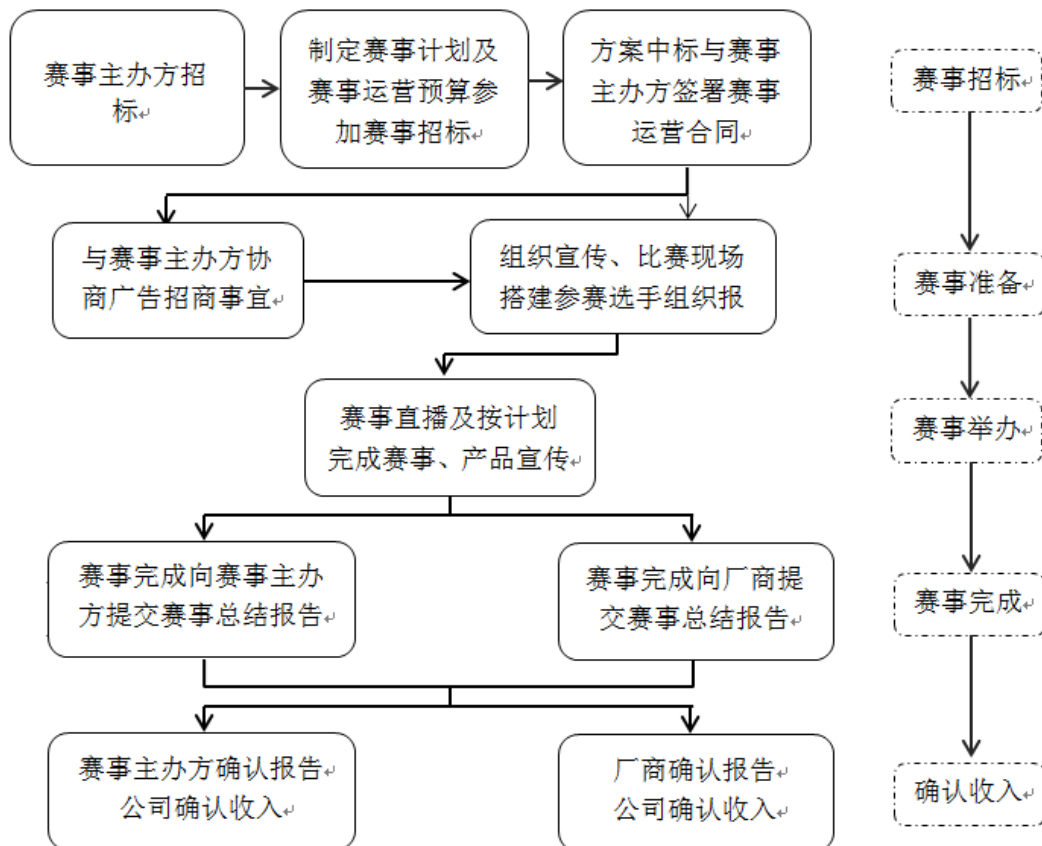 赛事主办方招
标
制定赛事计划及
赛事运营预算参
加赛事招标
方案中标与赛事
主办方签署赛事
运营合同
赛事招标
与赛事主办方协
商广告招商事宜
组织宣传、比赛现场
搭建参赛选手组织报
赛事准备
赛事直播及按计划
完成赛事、产品宣传
赛事举办
赛事完成向赛事主办
方提交赛事总结报告
赛事完成向厂商提
交赛事总结报告
赛事完成
赛事主办方确认报告
公司确认收入
厂商确认报告
公司确认收入
确认收入